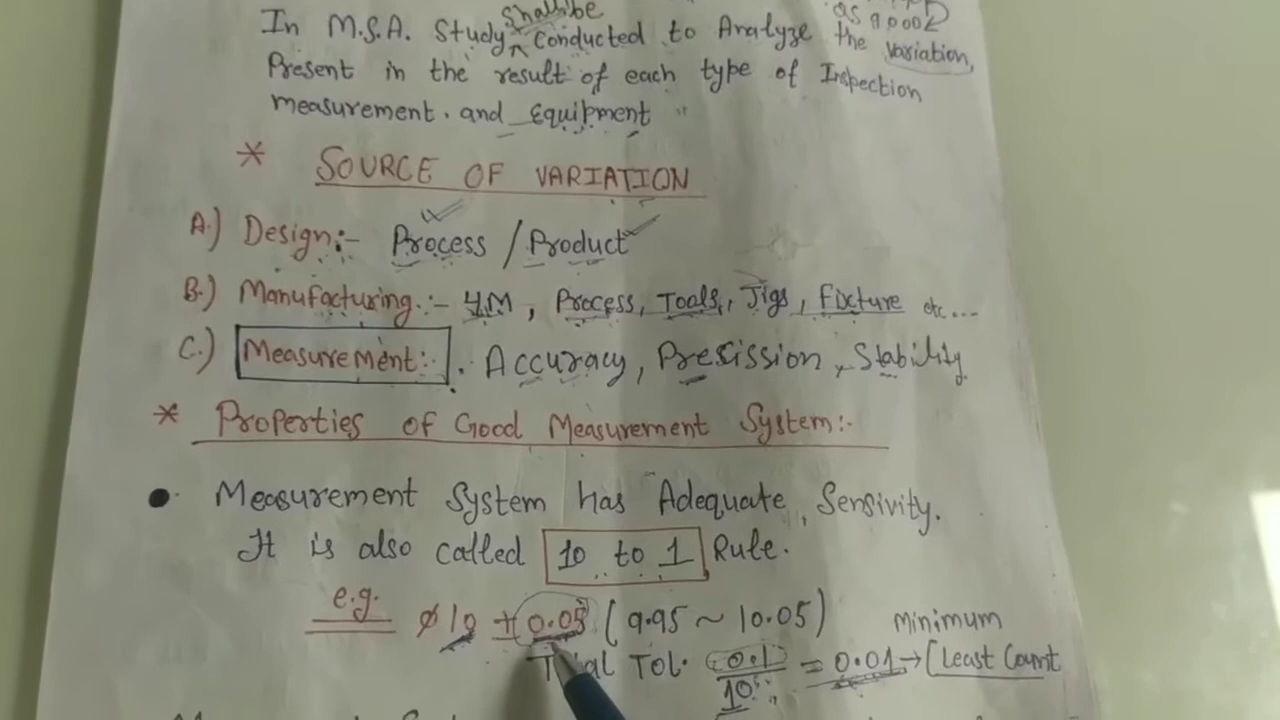 Shall be
as good
In M.S.A. Study ^ Conducted to Analyze the variation,
Present in the result of each type of Inspection
measurement. and Equipment "
* SOURCE OF VARIATION
A.) Design:- Process / Product
B.) Manufacturing:- 4M, Process, Tools, Jigs, Fixture etc...
C.) Measurement:. Accuracy, Presission, Stability
* Properties of Good Measurement System:-
• Measurement System has Adequate Sensivity.
It is also called 10 to 1 Rule.
e.g. ϕ10 ± 0.05 (9.95 ~ 10.05) Minimum
Total Tol. 0.1/10 = 0.01 → [Least Count